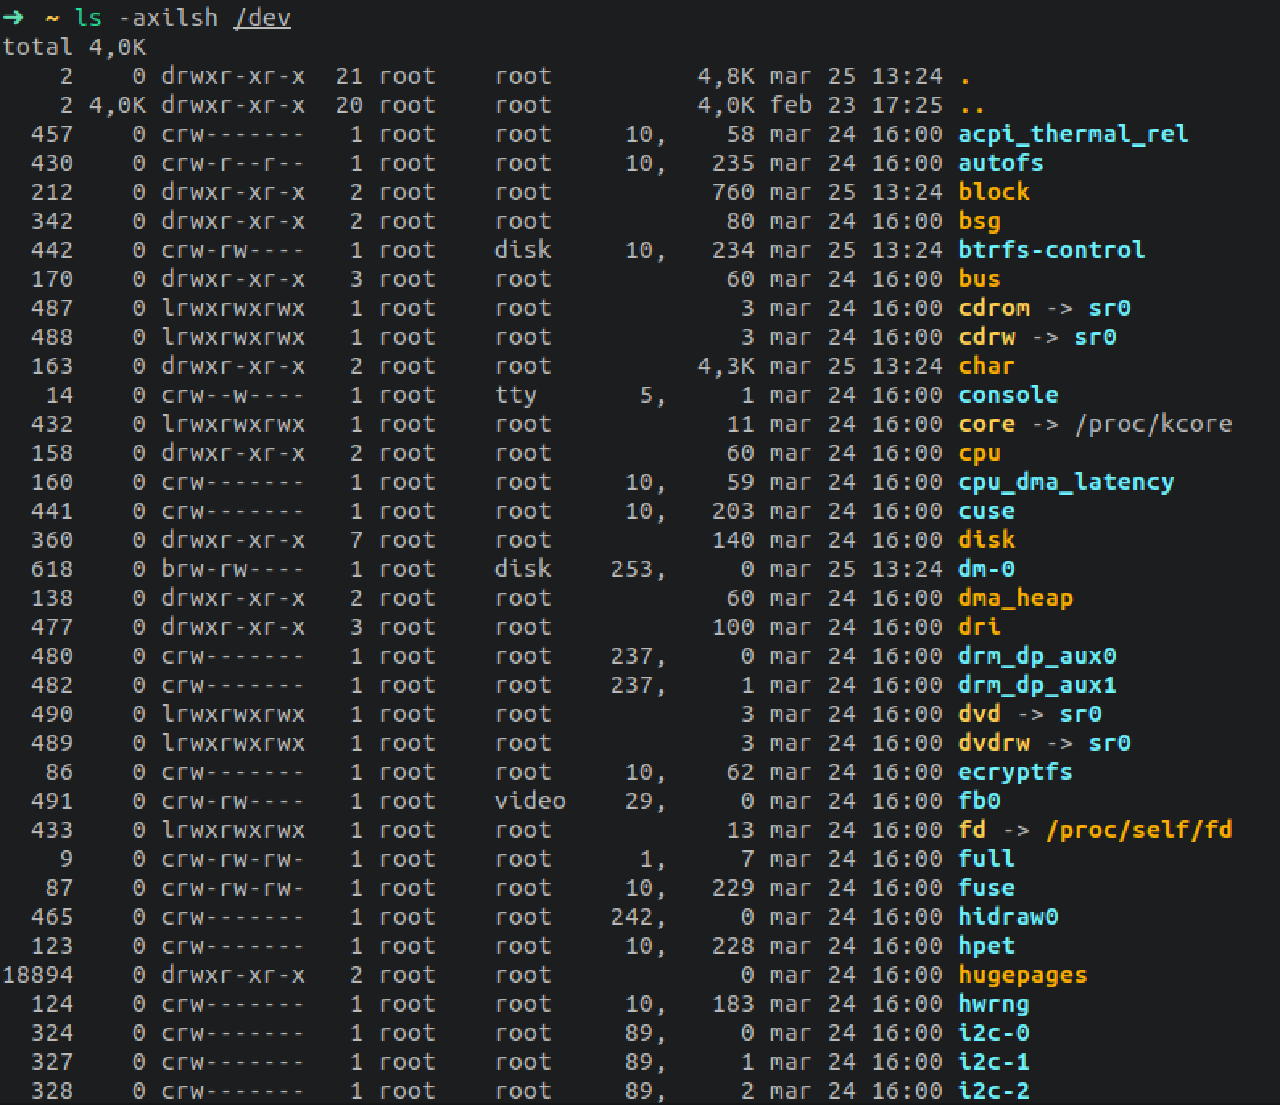 ➜ ~ ls -axilsh /dev
total 4,0K
2 0 drwxr-xr-x 21 root root 4,8K mar 25 13:24 .
2 4,0K drwxr-xr-x 20 root root 4,0K feb 23 17:25 ..
457 0 crw------- 1 root root 10, 58 mar 24 16:00 acpi_thermal_rel
430 0 crw-r--r-- 1 root root 10, 235 mar 24 16:00 autofs
212 0 drwxr-xr-x 2 root root 760 mar 25 13:24 block
342 0 drwxr-xr-x 2 root root 80 mar 24 16:00 bsg
442 0 crw-rw---- 1 root disk 10, 234 mar 25 13:24 btrfs-control
170 0 drwxr-xr-x 3 root root 60 mar 24 16:00 bus
487 0 lrwxrwxrwx 1 root root 3 mar 24 16:00 cdrom -> sr0
488 0 lrwxrwxrwx 1 root root 3 mar 24 16:00 cdrw -> sr0
163 0 drwxr-xr-x 2 root root 4,3K mar 25 13:24 char
14 0 crw--w---- 1 root tty 5, 1 mar 24 16:00 console
432 0 lrwxrwxrwx 1 root root 11 mar 24 16:00 core -> /proc/kcore
158 0 drwxr-xr-x 2 root root 60 mar 24 16:00 cpu
160 0 crw------- 1 root root 10, 59 mar 24 16:00 cpu_dma_latency
441 0 crw------- 1 root root 10, 203 mar 24 16:00 cuse
360 0 drwxr-xr-x 7 root root 140 mar 24 16:00 disk
618 0 brw-rw---- 1 root disk 253, 0 mar 25 13:24 dm-0
138 0 drwxr-xr-x 2 root root 60 mar 24 16:00 dma_heap
477 0 drwxr-xr-x 3 root root 100 mar 24 16:00 dri
480 0 crw------- 1 root root 237, 0 mar 24 16:00 drm_dp_aux0
482 0 crw------- 1 root root 237, 1 mar 24 16:00 drm_dp_aux1
490 0 lrwxrwxrwx 1 root root 3 mar 24 16:00 dvd -> sr0
489 0 lrwxrwxrwx 1 root root 3 mar 24 16:00 dvdrw -> sr0
86 0 crw------- 1 root root 10, 62 mar 24 16:00 ecryptfs
491 0 crw-rw---- 1 root video 29, 0 mar 24 16:00 fb0
433 0 lrwxrwxrwx 1 root root 13 mar 24 16:00 fd -> /proc/self/fd
9 0 crw-rw-rw- 1 root root 1, 7 mar 24 16:00 full
87 0 crw-rw-rw- 1 root root 10, 229 mar 24 16:00 fuse
465 0 crw------- 1 root root 242, 0 mar 24 16:00 hidraw0
123 0 crw------- 1 root root 10, 228 mar 24 16:00 hpet
18894 0 drwxr-xr-x 2 root root 0 mar 24 16:00 hugepages
124 0 crw------- 1 root root 10, 183 mar 24 16:00 hwrng
324 0 crw------- 1 root root 89, 0 mar 24 16:00 i2c-0
327 0 crw------- 1 root root 89, 1 mar 24 16:00 i2c-1
328 0 crw------- 1 root root 89, 2 mar 24 16:00 i2c-2